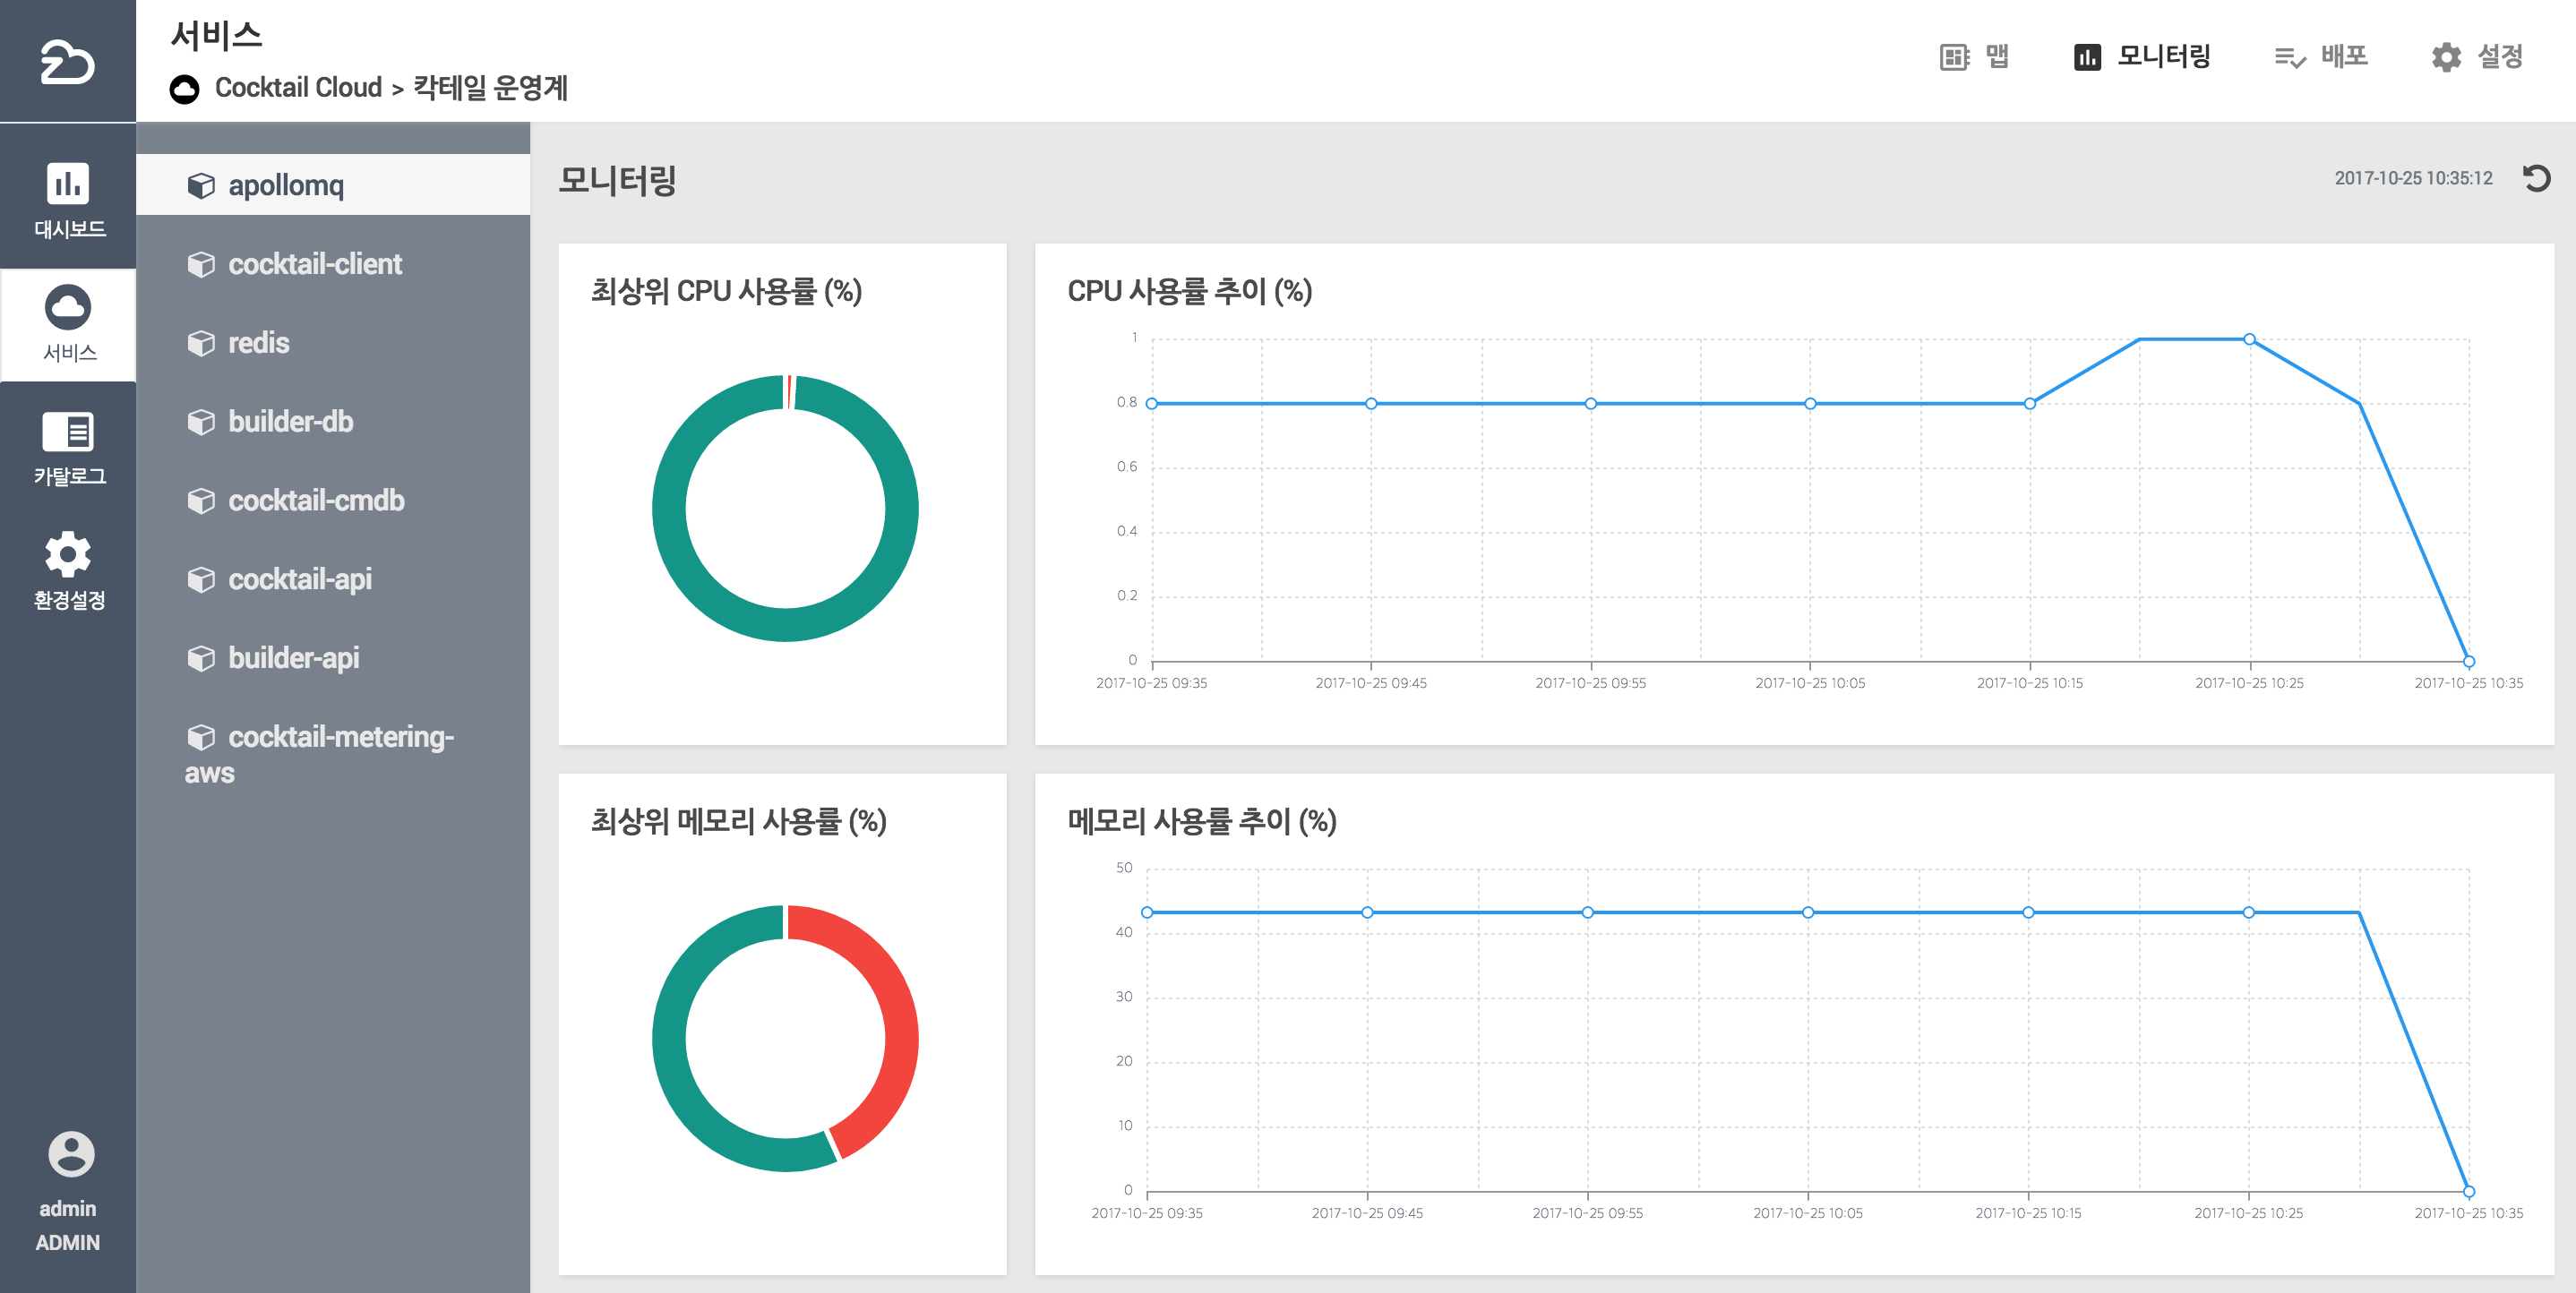 서비스
Cocktail Cloud > 칵테일 운영계
맵
모니터링
배포
설정
대시보드
서비스
카탈로그
환경설정
admin
ADMIN
apollomq
cocktail-client
redis
builder-db
cocktail-cmdb
cocktail-api
builder-api
cocktail-metering-
aws
모니터링
2017-10-25 10:35:12
최상위 CPU 사용률 (%)
CPU 사용률 추이 (%)
1
0.8
0.6
0.4
0.2
0
2017-10-25 09:35
2017-10-25 09:45
2017-10-25 09:55
2017-10-25 10:05
2017-10-25 10:15
2017-10-25 10:25
2017-10-25 10:35
최상위 메모리 사용률 (%)
메모리 사용률 추이 (%)
50
40
30
20
10
0
2017-10-25 09:35
2017-10-25 09:45
2017-10-25 09:55
2017-10-25 10:05
2017-10-25 10:15
2017-10-25 10:25
2017-10-25 10:35